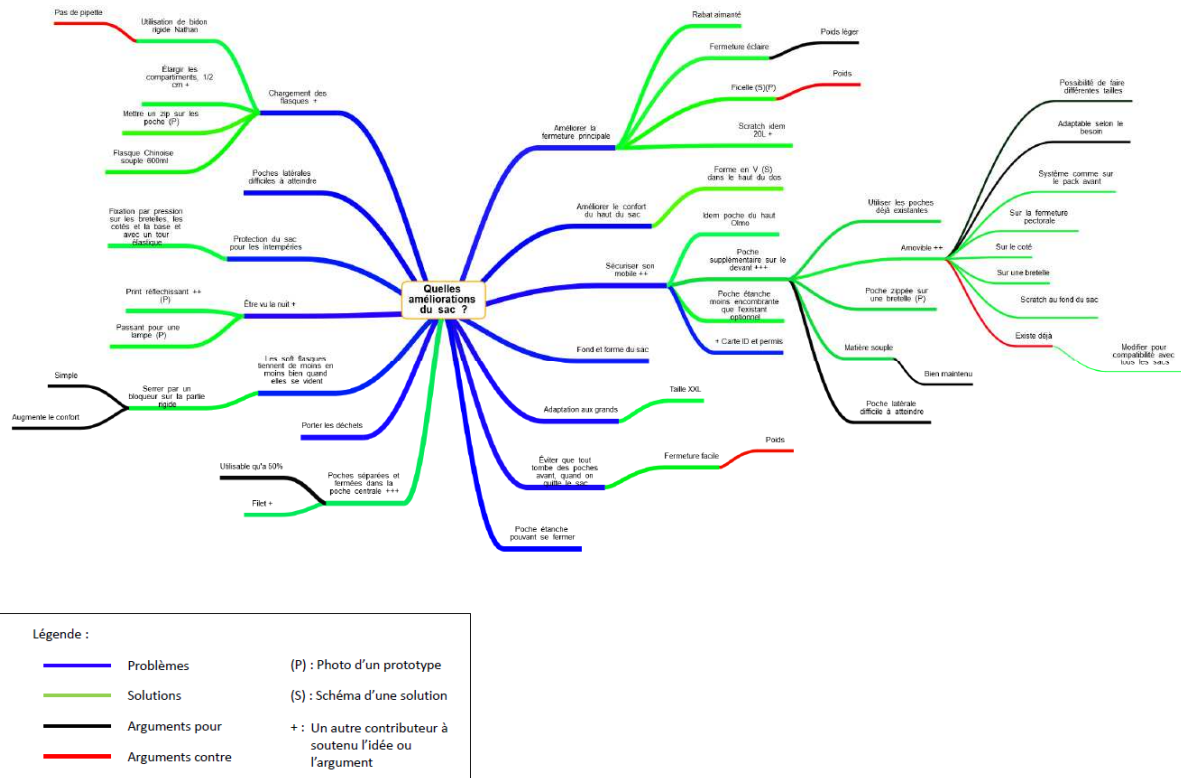 Quelles
améliorations
du sac ?
Chargement des
flasques +
Utilisation de bidon
rigide Nathan
Pas de pipette
Élargir les
compartiments, 1/2
cm +
Mettre un zip sur les
poche (P)
Flasque Chinoise
souple 600ml
Poches latérales
difficiles à atteindre
Protection du sac
pour les intempéries
Fixation par pression
sur les bretelles, les
cotés et la base et
avec un tour
élastique
Être vu la nuit +
Print réflechissant ++
(P)
Passant pour une
lampe (P)
Les soft flasques
tiennent de moins en
moins bien quand
elles se vident
Serrer par un
bloqueur sur la partie
rigide
Simple
Augmente le confort
Porter les déchets
Poches séparées et
fermées dans la
poche centrale +++
Utilisable qu'a 50%
Filet +
Améliorer la
fermeture principale
Rabat aimanté
Fermeture éclaire
Poids léger
Ficelle (S)(P)
Poids
Scratch idem
20L +
Améliorer le confort
du haut du sac
Forme en V (S)
dans le haut du dos
Sécuriser son
mobile ++
Idem poche du haut
Olmo
Poche
supplémentaire sur le
devant +++
Poche étanche
moins encombrante
que l'existant
optionnel
+ Carte ID et permis
Utiliser les poches
déjà existantes
Amovible ++
Possibilité de faire
différentes tailles
Adaptable selon le
besoin
Système comme sur
le pack avant
Sur la fermeture
pectorale
Sur le coté
Sur une bretelle
Scratch au fond du sac
Existe déjà
Modifier pour
compatibilité avec
tous les sacs
Poche zippée sur
une bretelle (P)
Matière souple
Bien maintenu
Poche latérale
difficile à atteindre
Fond et forme du sac
Adaptation aux grands
Taille XXL
Éviter que tout
tombe des poches
avant, quand on
quitte le sac
Fermeture facile
Poids
Poche étanche
pouvant se fermer
Légende :
Problèmes
Solutions
Arguments pour
Arguments contre
(P) : Photo d'un prototype
(S) : Schéma d'une solution
+ : Un autre contributeur à
soutenu l'idée ou
l'argument